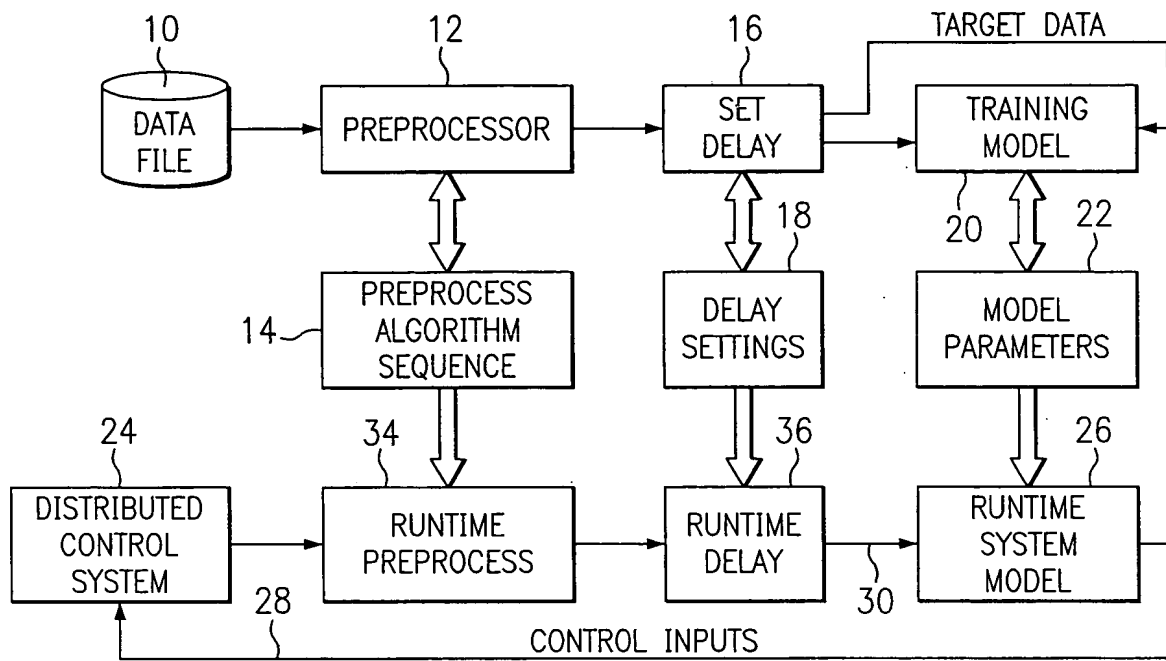 10
12
16
TARGET DATA
DATA
FILE
PREPROCESSOR
SET
DELAY
TRAINING
MODEL
20
18
22
14
PREPROCESS
ALGORITHM
SEQUENCE
DELAY
SETTINGS
MODEL
PARAMETERS
24
34
36
26
DISTRIBUTED
CONTROL
SYSTEM
RUNTIME
PREPROCESS
RUNTIME
DELAY
RUNTIME
SYSTEM
MODEL
30
28
CONTROL INPUTS